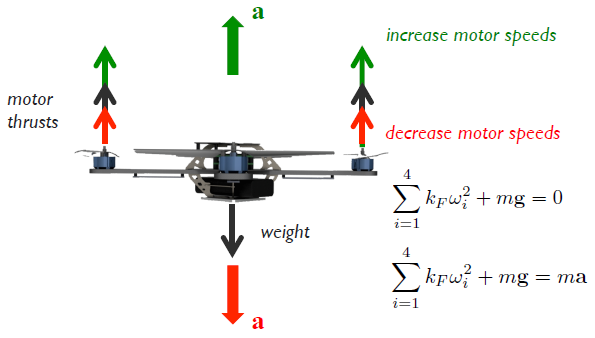 a
increase motor speeds
motor
thrusts
decrease motor speeds
$\sum_{i=1}^{4} k_F \omega_i^2 + m\mathbf{g} = 0$
weight
$\sum_{i=1}^{4} k_F \omega_i^2 + m\mathbf{g} = m\mathbf{a}$
a